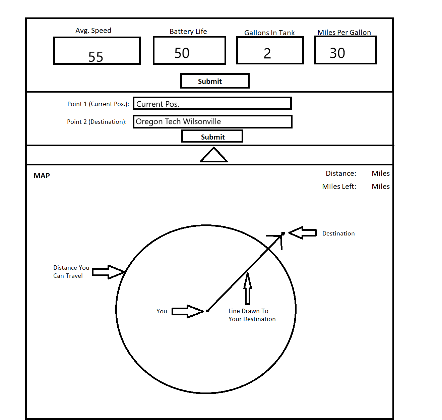 Avg. Speed
Battery Life
Gallons In Tank
Miles Per Gallon
55
50
2
30
Submit
Point 1 (Current Pos.):
Current Pos.
Point 2 (Destination):
Oregon Tech Wilsonville
Submit
MAP
Distance: Miles
Miles Left: Miles
Destination
Distance You
Can Travel
You
Line Drawn To
Your Destination